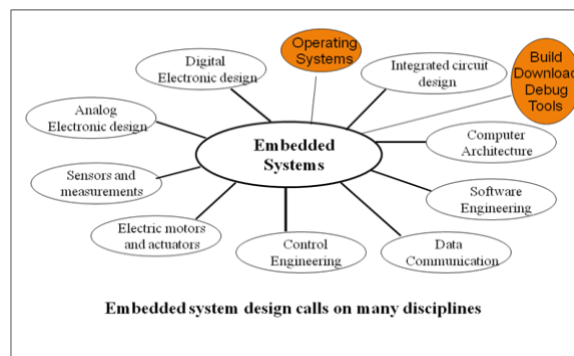 Operating
Systems
Build
Download
Debug
Tools
Digital
Electronic design
Integrated circuit
design
Analog
Electronic design
Embedded
Systems
Computer
Architecture
Sensors and
measurements
Software
Engineering
Electric motors
and actuators
Control
Engineering
Data
Communication
Embedded system design calls on many disciplines